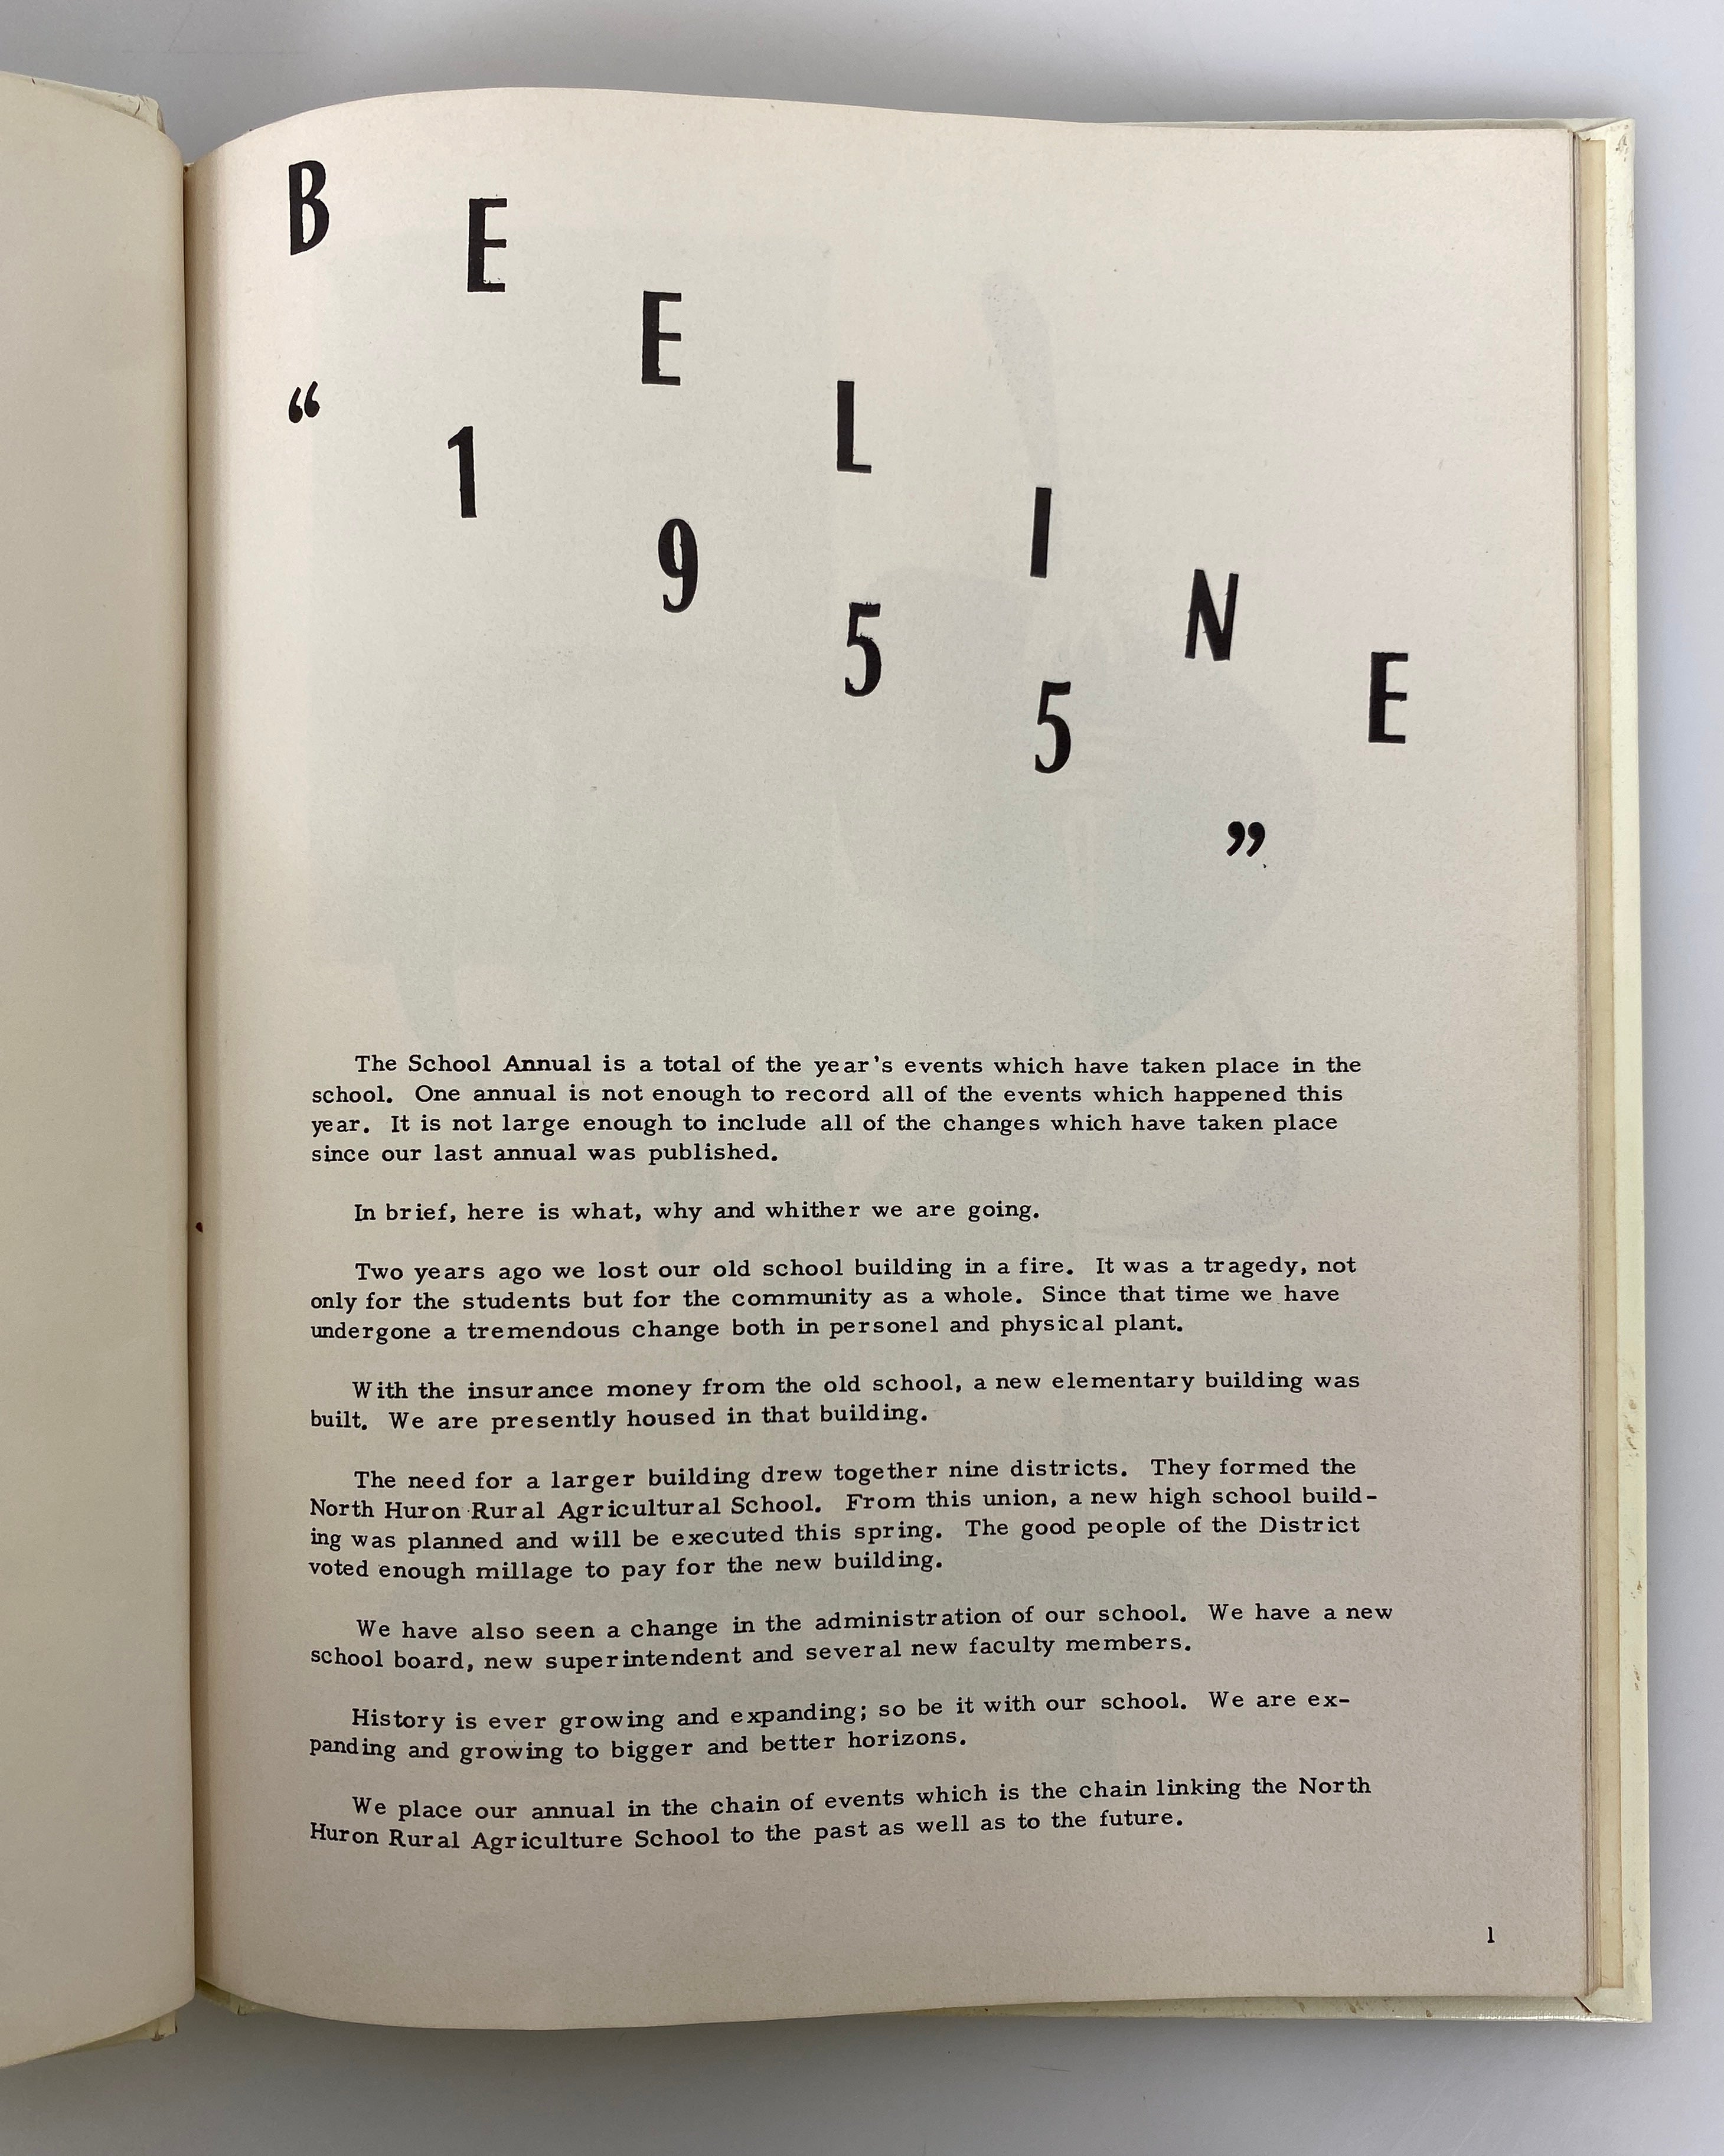 BEELINE
“1955”
The School Annual is a total of the year's events which have taken place in the
school. One annual is not enough to record all of the events which happened this
year. It is not large enough to include all of the changes which have taken place
since our last annual was published.
In brief, here is what, why and whither we are going.
Two years ago we lost our old school building in a fire. It was a tragedy, not
only for the students but for the community as a whole. Since that time we have
undergone a tremendous change both in personel and physical plant.
With the insurance money from the old school, a new elementary building was
built. We are presently housed in that building.
The need for a larger building drew together nine districts. They formed the
North Huron Rural Agricultural School. From this union, a new high school build-
ing was planned and will be executed this spring. The good people of the District
voted enough millage to pay for the new building.
We have also seen a change in the administration of our school. We have a new
school board, new superintendent and several new faculty members.
History is ever growing and expanding; so be it with our school. We are ex-
panding and growing to bigger and better horizons.
We place our annual in the chain of events which is the chain linking the North
Huron Rural Agriculture School to the past as well as to the future.
1